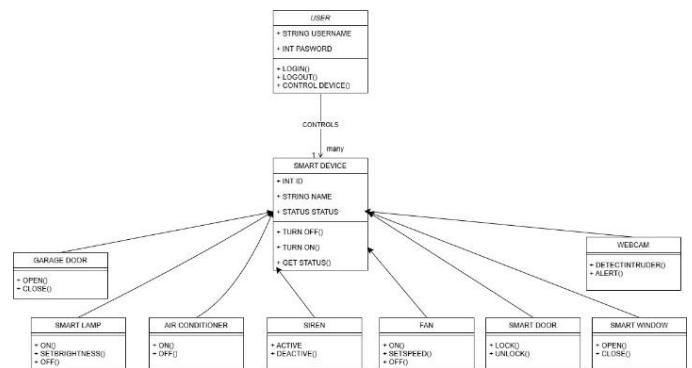 USER
+ STRING USERNAME
+ INT PASWORD
+ LOGIN()
+ LOGOUT()
+ CONTROL DEVICE()
CONTROLS
1 many
SMART DEVICE
+ INT ID
+ STRING NAME
+ STATUS STATUS
+ TURN OFF()
+ TURN ON()
+ GET STATUS()
GARAGE DOOR
+ OPEN()
+ CLOSE()
WEBCAM
+ DETECTINTRUDER()
+ ALERT()
SMART LAMP
+ ON()
+ SETBRIGHTNESS()
+ OFF()
AIR CONDITIONER
+ ON()
+ OFF()
SIREN
+ ACTIVE
+ DEACTIVE()
FAN
+ ON()
+ SETSPEED()
+ OFF()
SMART DOOR
+ LOCK()
+ UNLOCK()
SMART WINDOW
+ OPEN()
+ CLOSE()